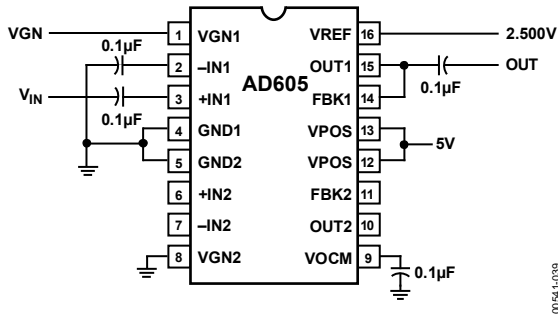 VGN
0.1µF
VIN
0.1µF
AD605
1 VGN1
2 –IN1
3 +IN1
4 GND1
5 GND2
6 +IN2
7 –IN2
8 VGN2
VREF 16
OUT1 15
FBK1 14
VPOS 13
VPOS 12
FBK2 11
OUT2 10
VOCM 9
2.500V
OUT
0.1µF
5V
0.1µF
00541-039